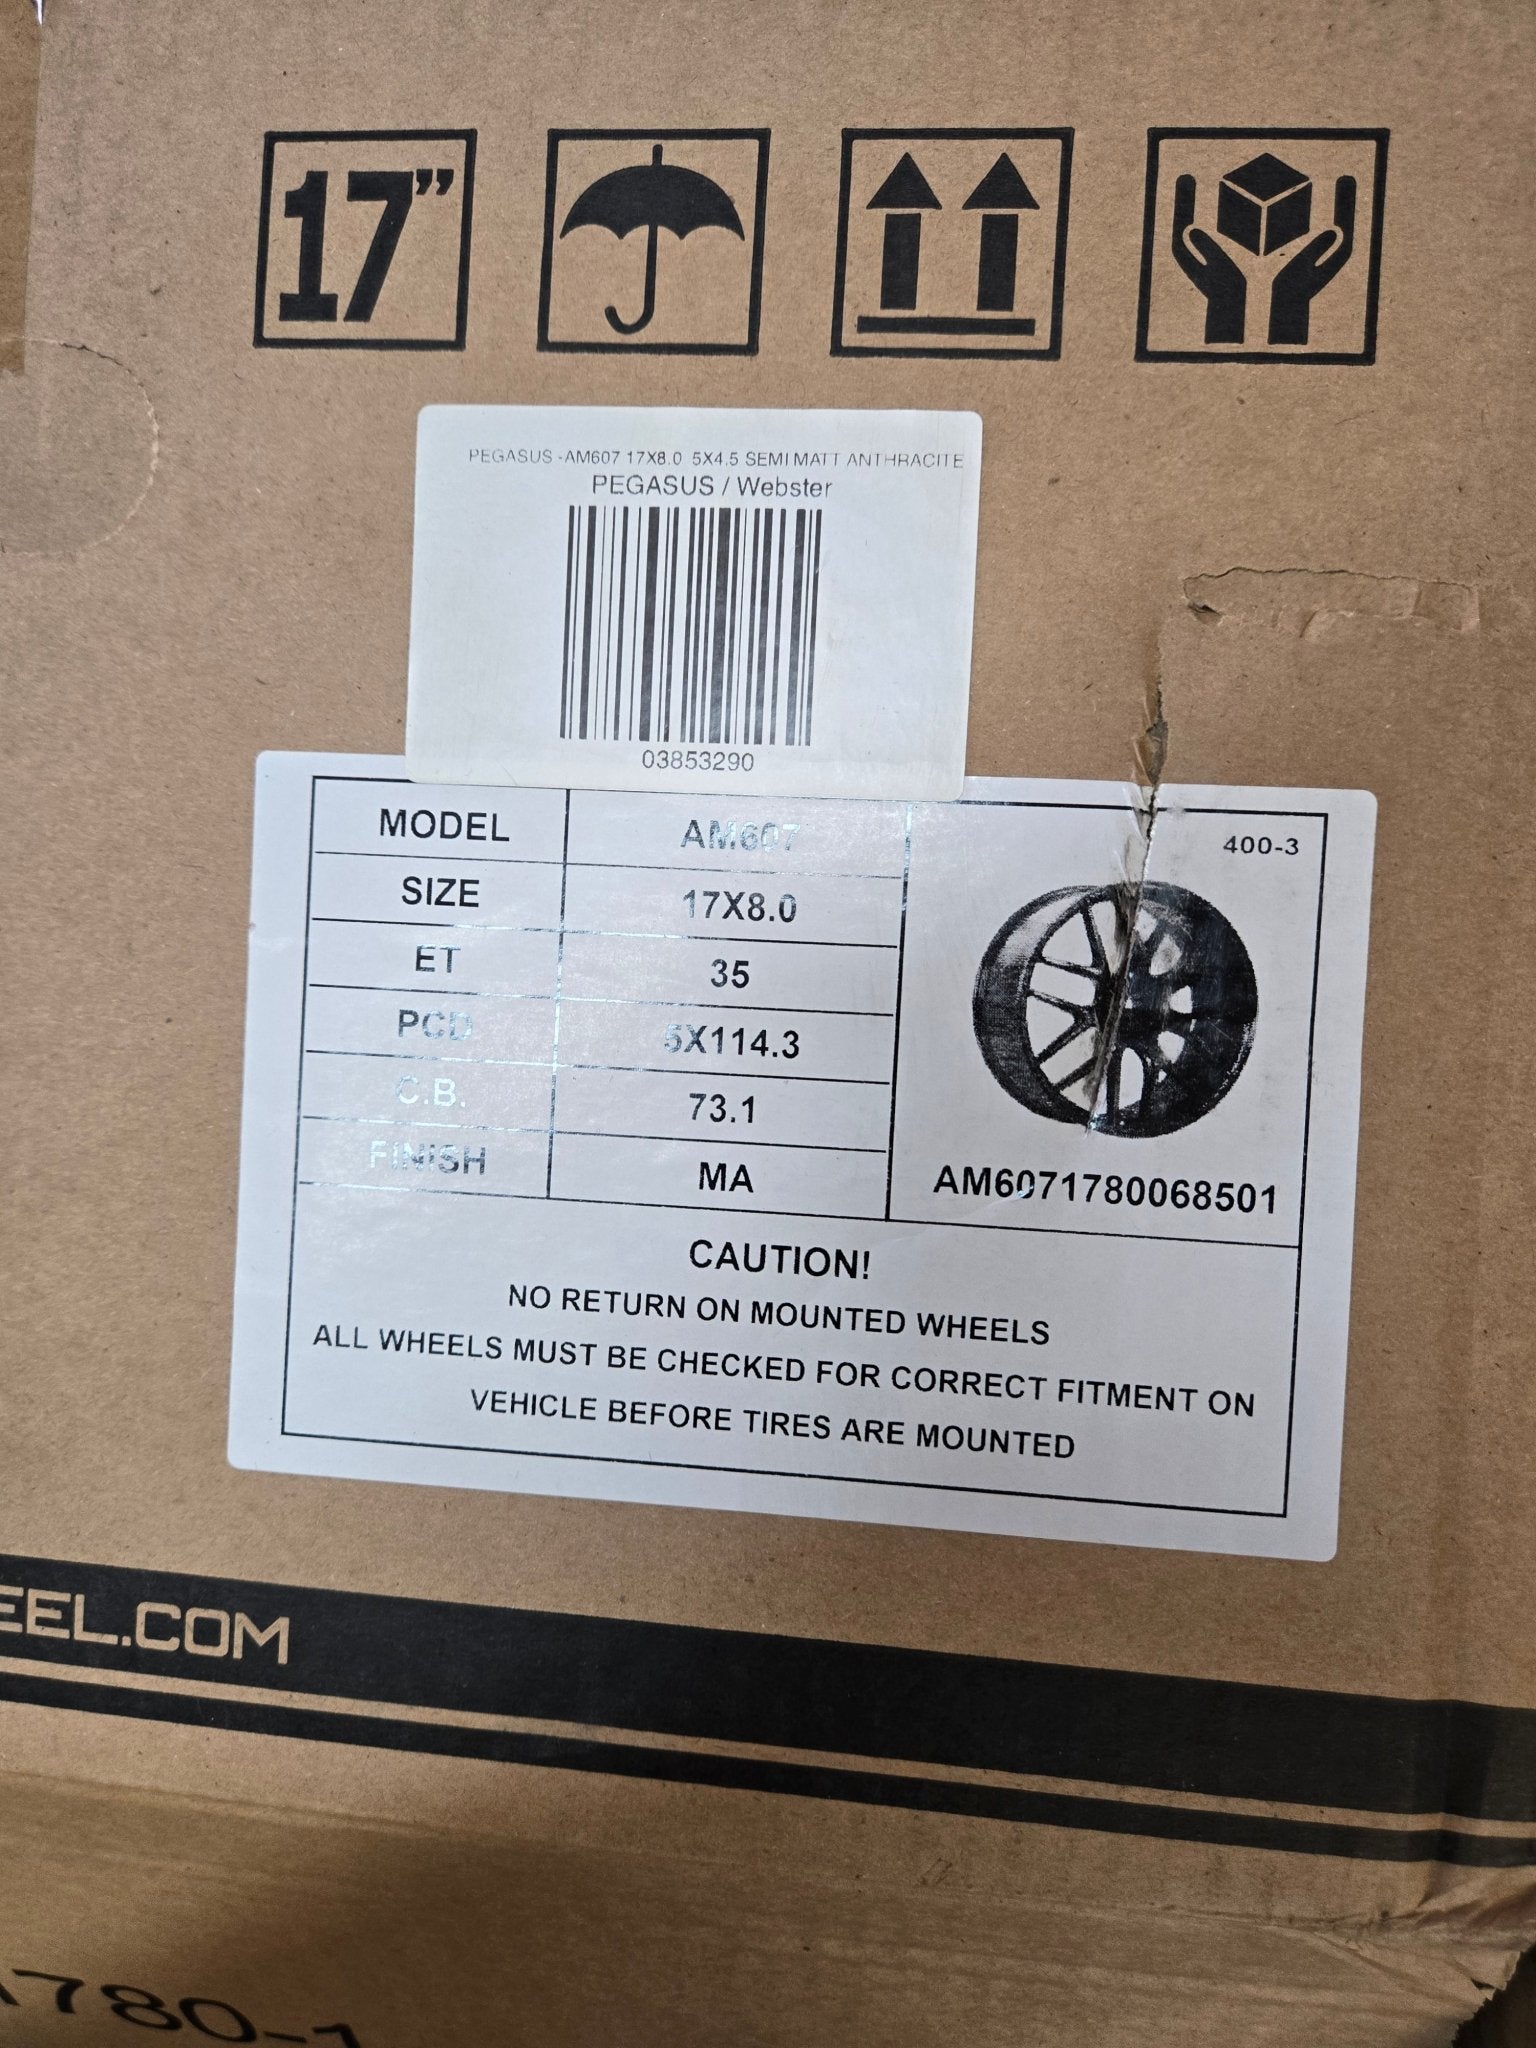 17"
PEGASUS -AM607 17X8.0 5X4.5 SEMI MATT ANTHRACITE
PEGASUS / Webster
03853290
MODEL AM607
400-3
SIZE 17X8.0
ET 35
PCD 5X114.3
C.B. 73.1
FINISH MA
AM6071780068501
CAUTION!
NO RETURN ON MOUNTED WHEELS
ALL WHEELS MUST BE CHECKED FOR CORRECT FITMENT ON
VEHICLE BEFORE TIRES ARE MOUNTED
EEL.COM
1780-1